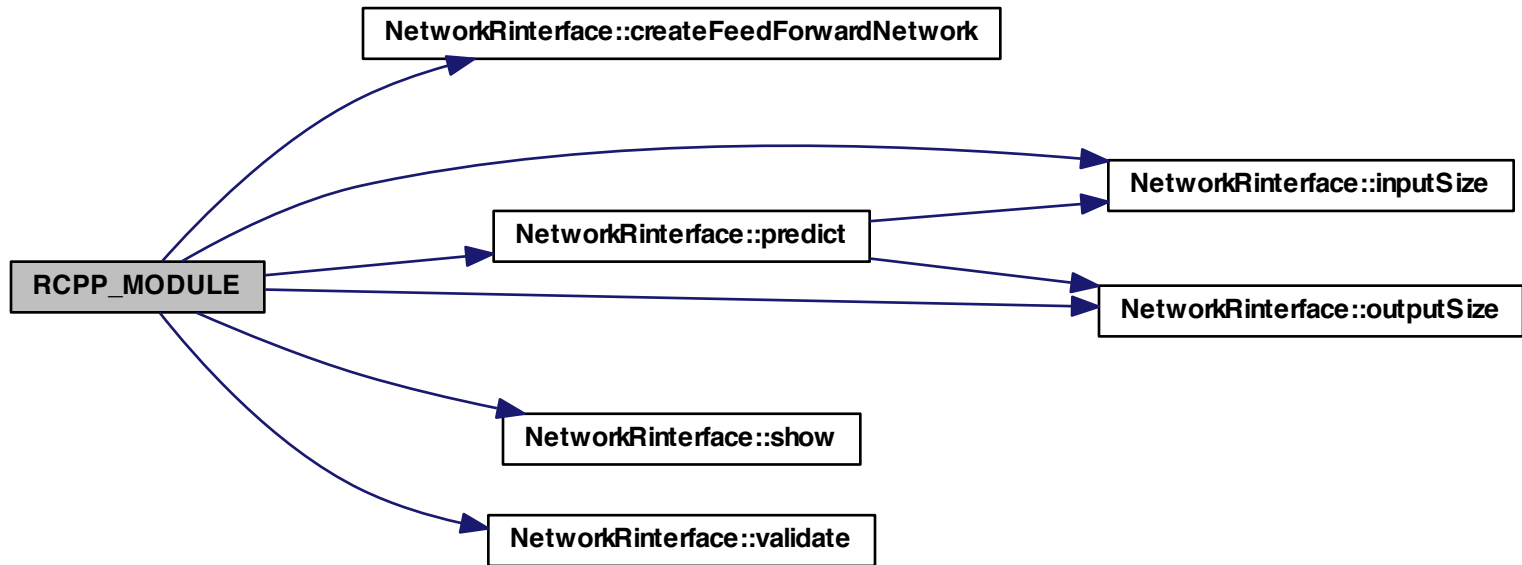 NetworkRinterface::createFeedForwardNetwork
NetworkRinterface::inputSize
NetworkRinterface::predict
RCPP_MODULE
NetworkRinterface::outputSize
NetworkRinterface::show
NetworkRinterface::validate